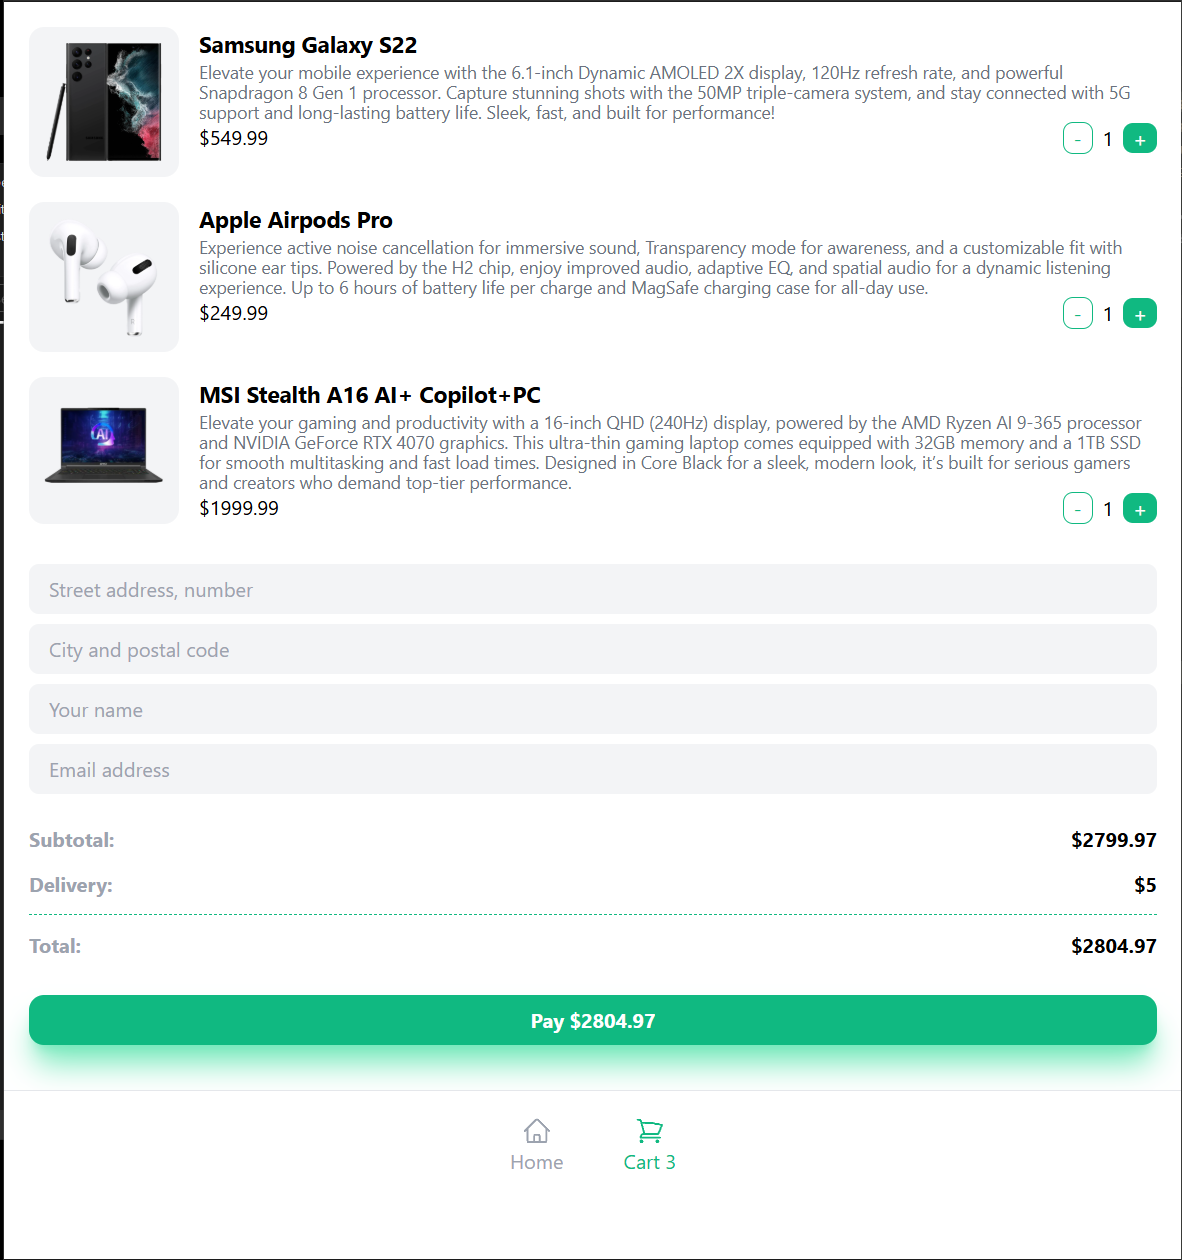 Samsung Galaxy S22
Elevate your mobile experience with the 6.1-inch Dynamic AMOLED 2X display, 120Hz refresh rate, and powerful
Snapdragon 8 Gen 1 processor. Capture stunning shots with the 50MP triple-camera system, and stay connected with 5G
support and long-lasting battery life. Sleek, fast, and built for performance!
$549.99
- 1 +
Apple Airpods Pro
Experience active noise cancellation for immersive sound, Transparency mode for awareness, and a customizable fit with
silicone ear tips. Powered by the H2 chip, enjoy improved audio, adaptive EQ, and spatial audio for a dynamic listening
experience. Up to 6 hours of battery life per charge and MagSafe charging case for all-day use.
$249.99
- 1 +
AI
MSI Stealth A16 AI+ Copilot+PC
Elevate your gaming and productivity with a 16-inch QHD (240Hz) display, powered by the AMD Ryzen AI 9-365 processor
and NVIDIA GeForce RTX 4070 graphics. This ultra-thin gaming laptop comes equipped with 32GB memory and a 1TB SSD
for smooth multitasking and fast load times. Designed in Core Black for a sleek, modern look, it’s built for serious gamers
and creators who demand top-tier performance.
$1999.99
- 1 +
Street address, number
City and postal code
Your name
Email address
Subtotal: $2799.97
Delivery: $5
Total: $2804.97
Pay $2804.97
Home
Cart 3